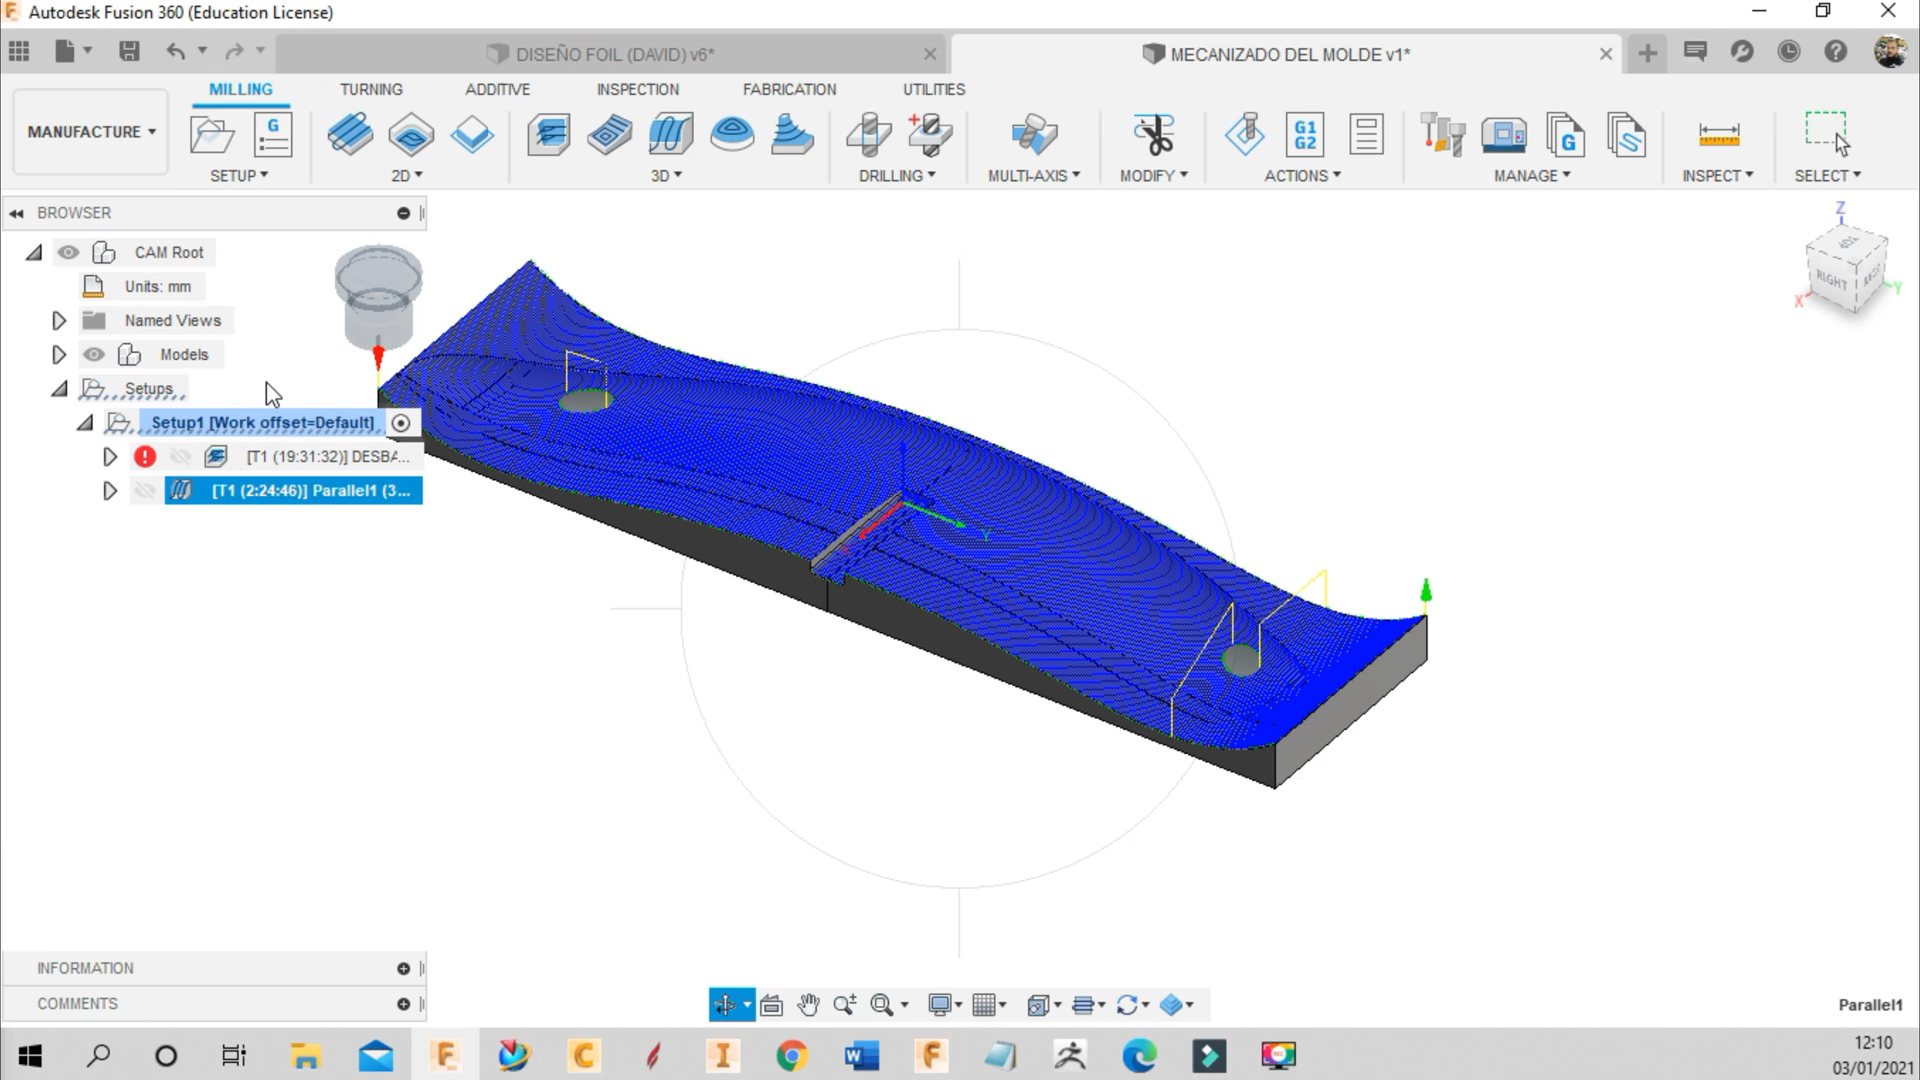 Autodesk Fusion 360 (Education License)
DISEÑO FOIL (DAVID) v6*
MECANIZADO DEL MOLDE v1*
MILLING
TURNING
ADDITIVE
INSPECTION
FABRICATION
UTILITIES
MANUFACTURE
G
G1
G2
G
S
SETUP
2D
3D
DRILLING
MULTI-AXIS
MODIFY
ACTIONS
MANAGE
INSPECT
SELECT
BROWSER
CAM Root
Units: mm
Named Views
Models
Setups
Setup1 [Work offset=Default]
[T1 (19:31:32)] DESBA...
[T1 (2:24:46)] Parallel1 (3...
Z
TOP
RIGHT
BACK
X
Y
Y
INFORMATION
COMMENTS
Parallel1
12:10
03/01/2021